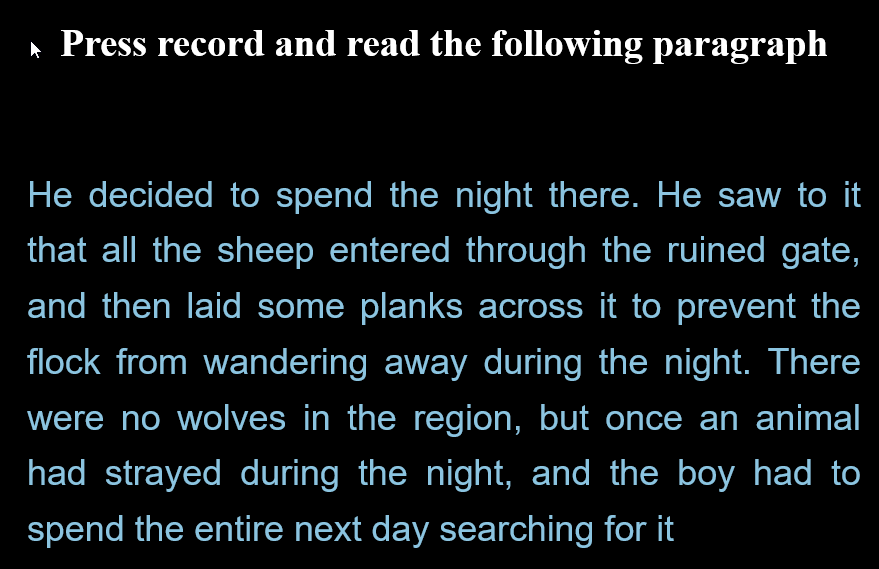 Press record and read the following paragraph
He decided to spend the night there. He saw to it
that all the sheep entered through the ruined gate,
and then laid some planks across it to prevent the
flock from wandering away during the night. There
were no wolves in the region, but once an animal
had strayed during the night, and the boy had to
spend the entire next day searching for it